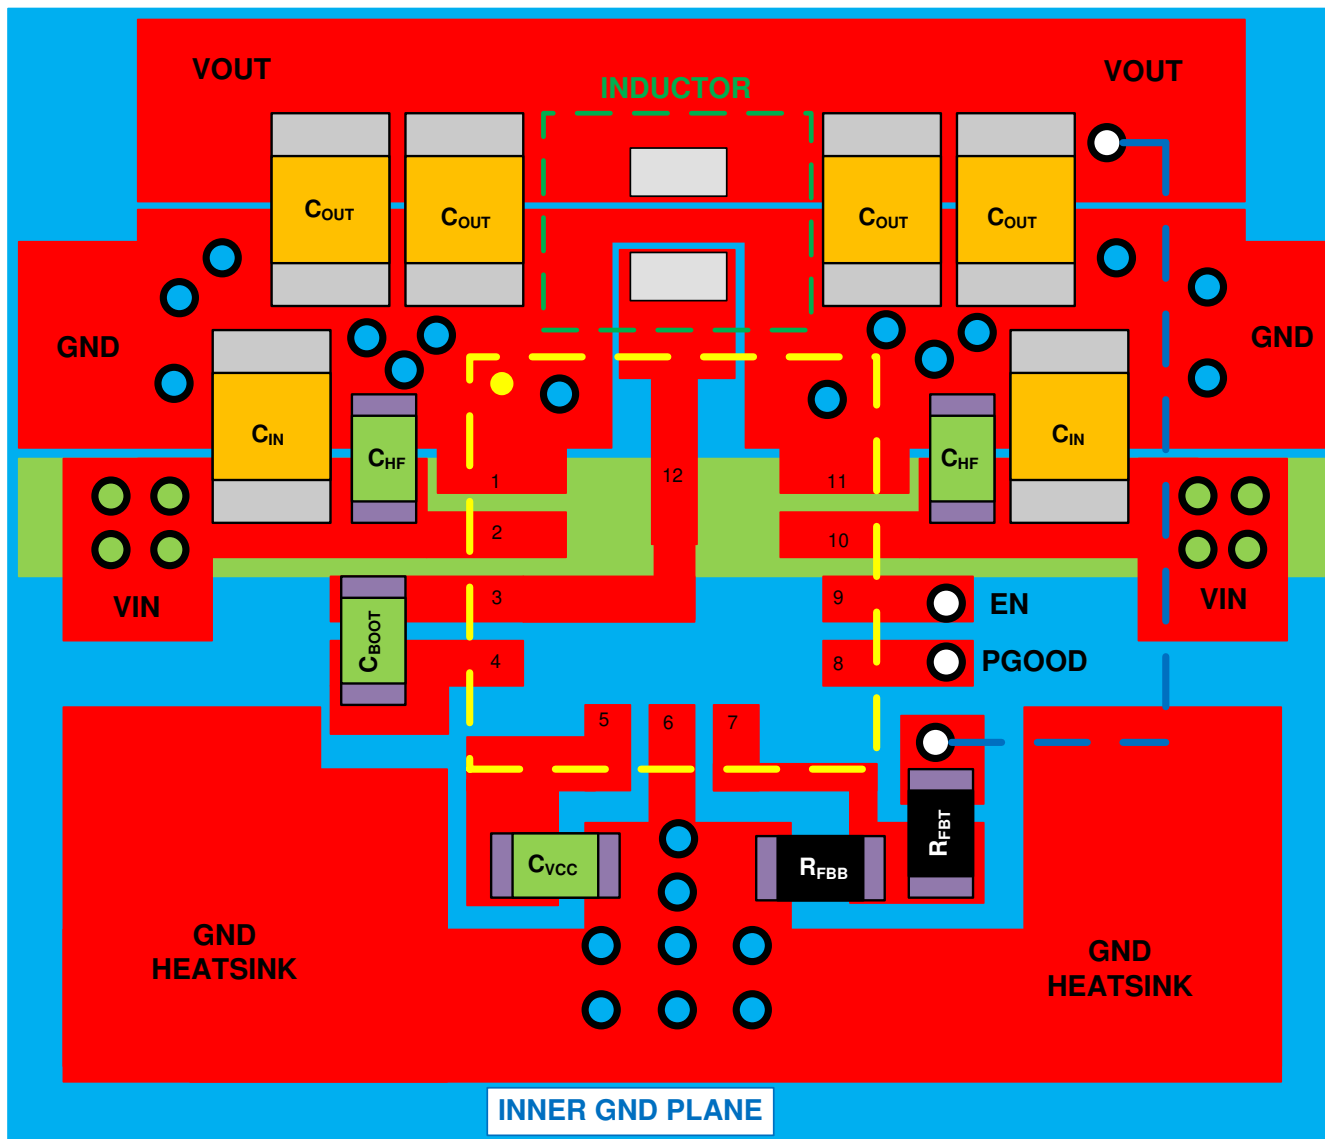 VOUT
VOUT
INDUCTOR
COUT
COUT
COUT
COUT
GND
GND
CIN
CHF
CHF
CIN
1
12
11
2
10
VIN
3
9
EN
VIN
CBOOT
4
8
PGOOD
5
6
7
CVCC
RFBB
RFBT
GND
HEATSINK
GND
HEATSINK
INNER GND PLANE